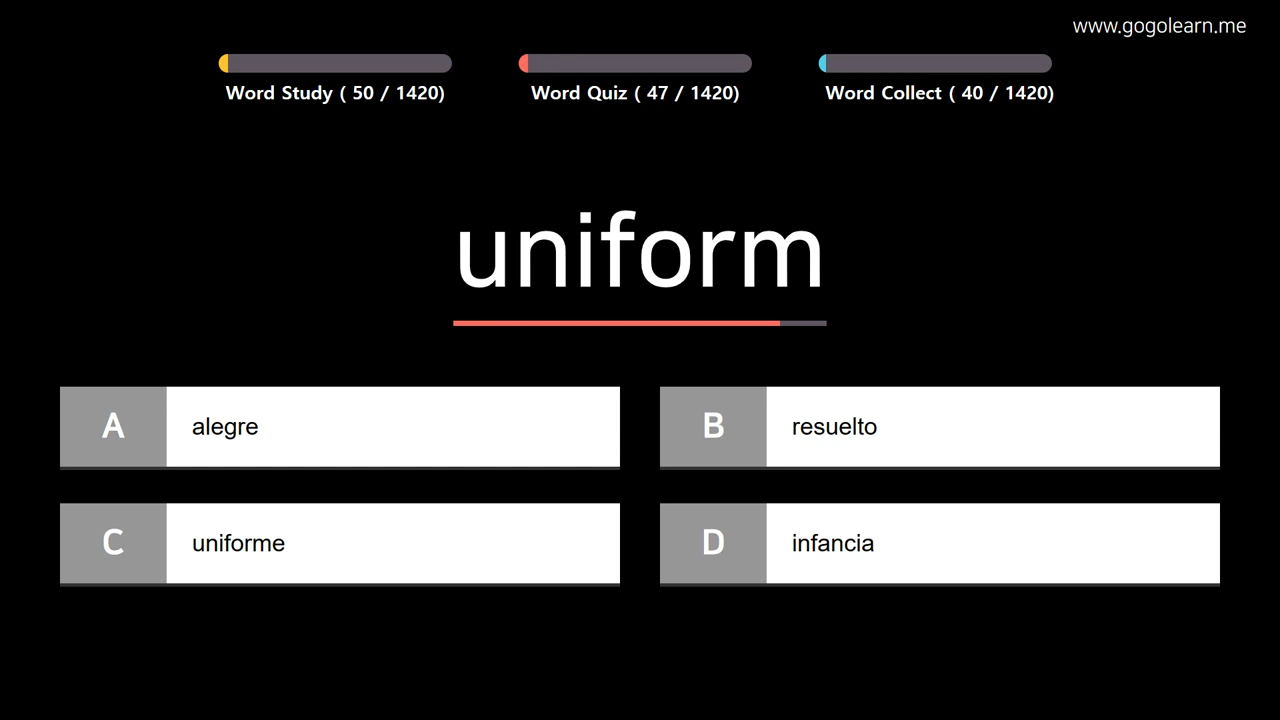 www.gogolearn.me
Word Study ( 50 / 1420)
Word Quiz ( 47 / 1420)
Word Collect ( 40 / 1420)
uniform
A
alegre
B
resuelto
C
uniforme
D
infancia